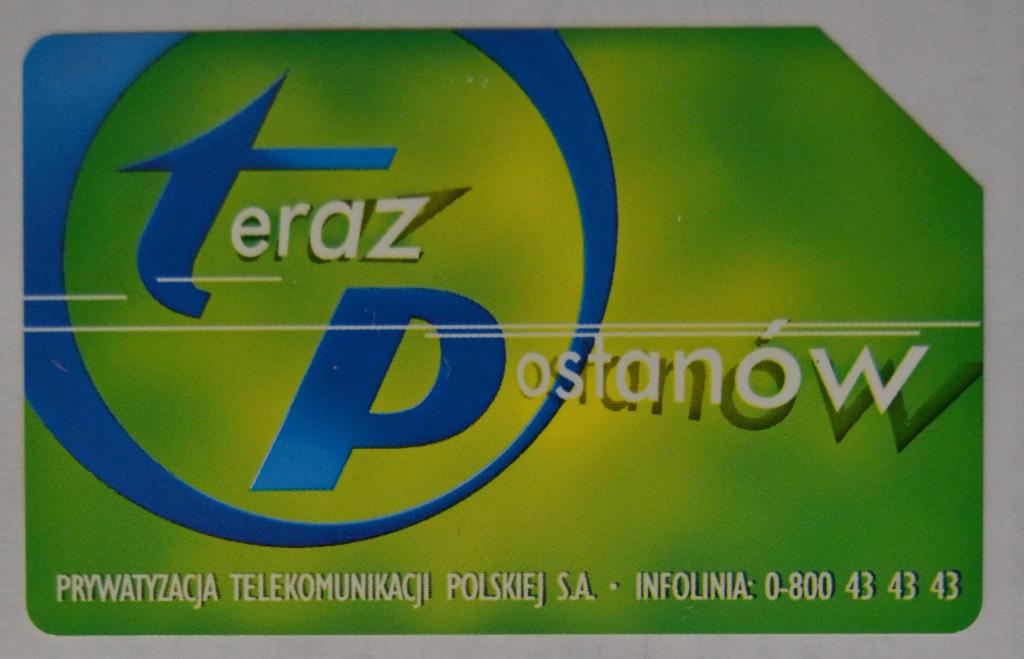 teraz
Postanów
PRYWATYZACJA TELEKOMUNIKACJI POLSKIEJ S.A. • INFOLINIA: 0-800 43 43 43